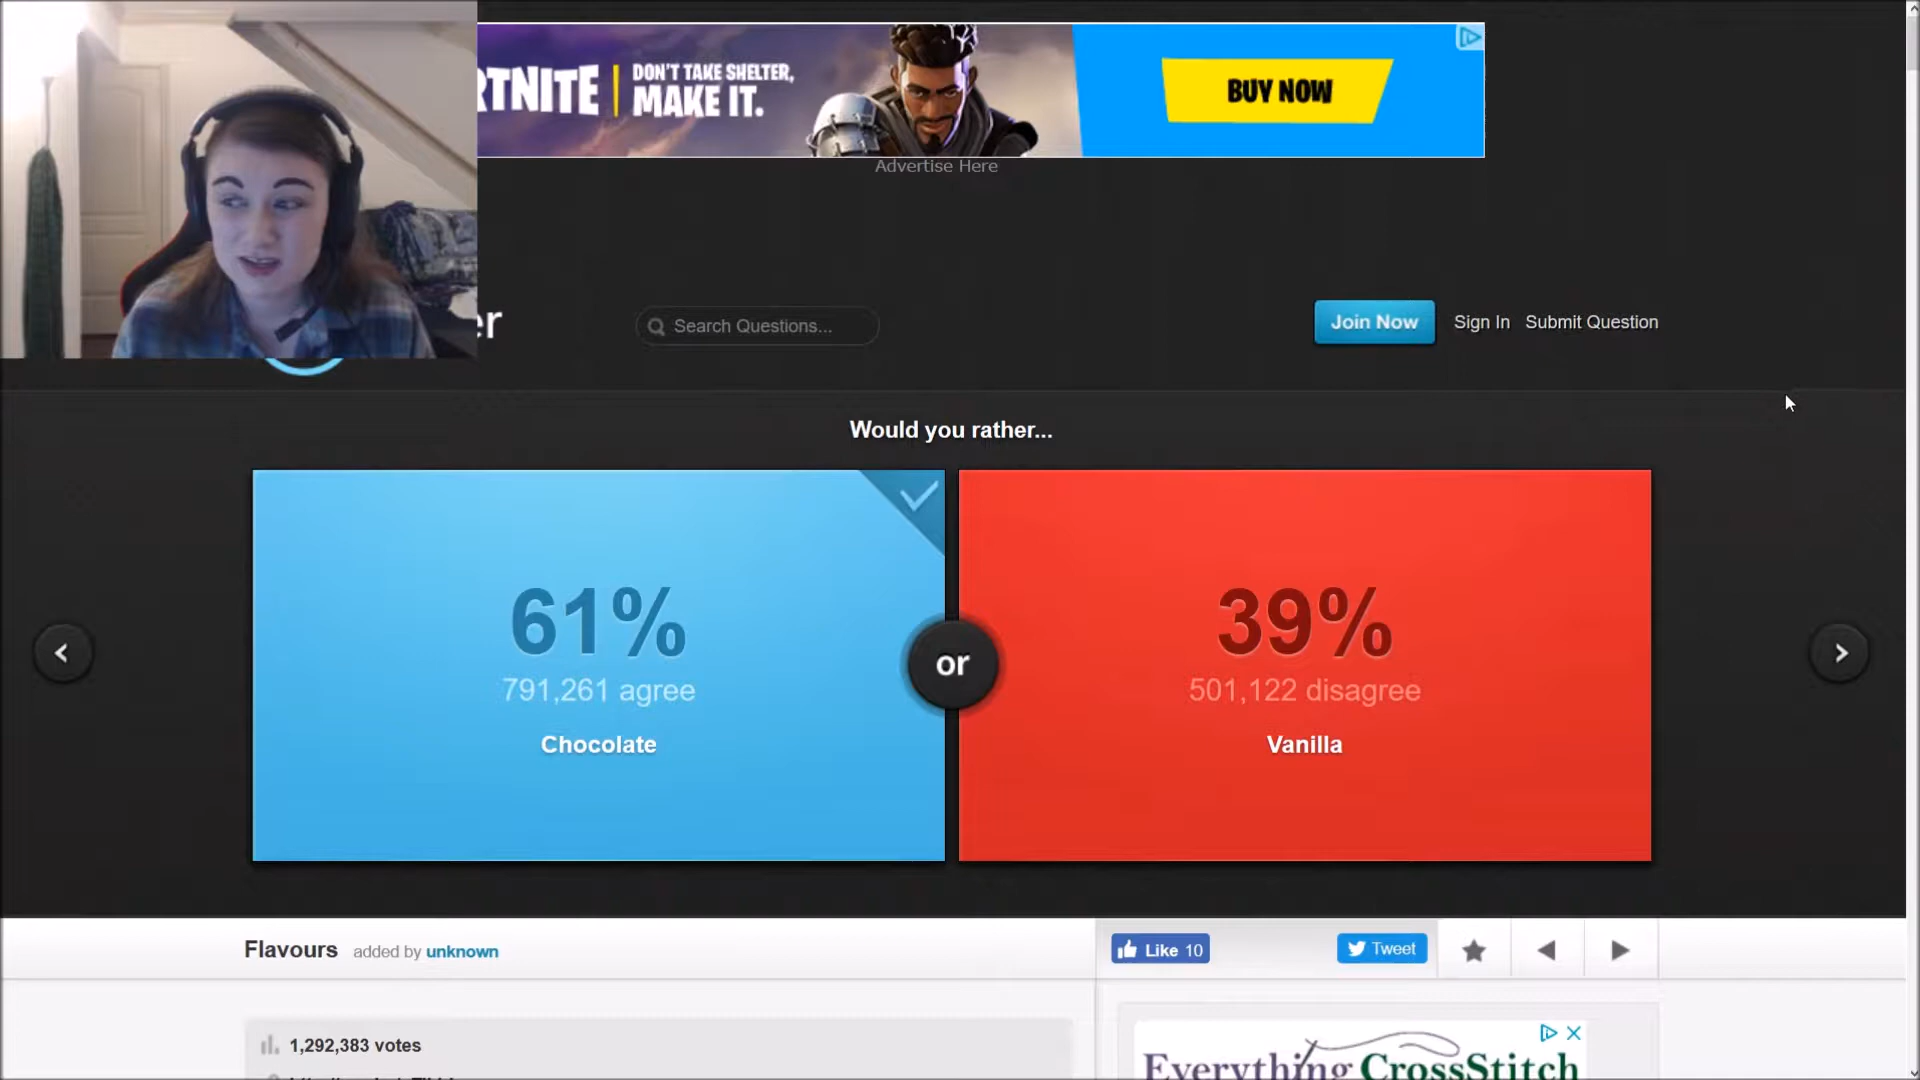 RTNITE
DON'T TAKE SHELTER,
MAKE IT.
BUY NOW
Advertise Here
er
Search Questions...
Join Now
Sign In
Submit Question
Would you rather...
61%
791,261 agree
Chocolate
or
39%
501,122 disagree
Vanilla
Flavours added by unknown
Like 10
Tweet
1,292,383 votes
Everything CrossStitch